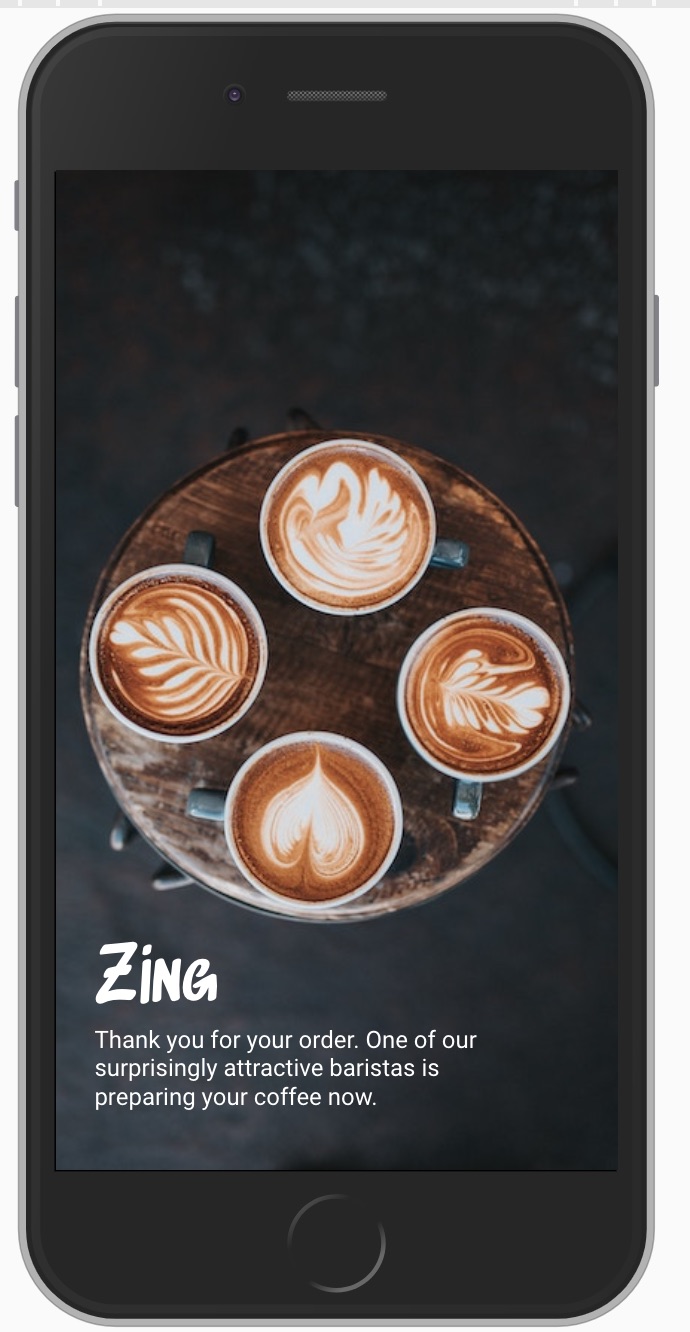 Zing
Thank you for your order. One of our
surprisingly attractive baristas is
preparing your coffee now.